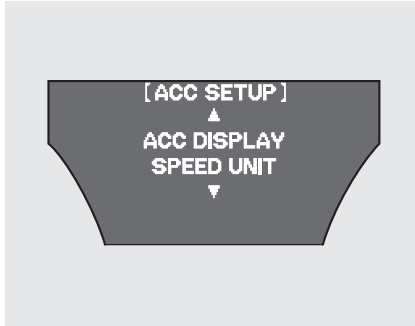 [ACC SETUP]
▲
ACC DISPLAY
SPEED UNIT
▼